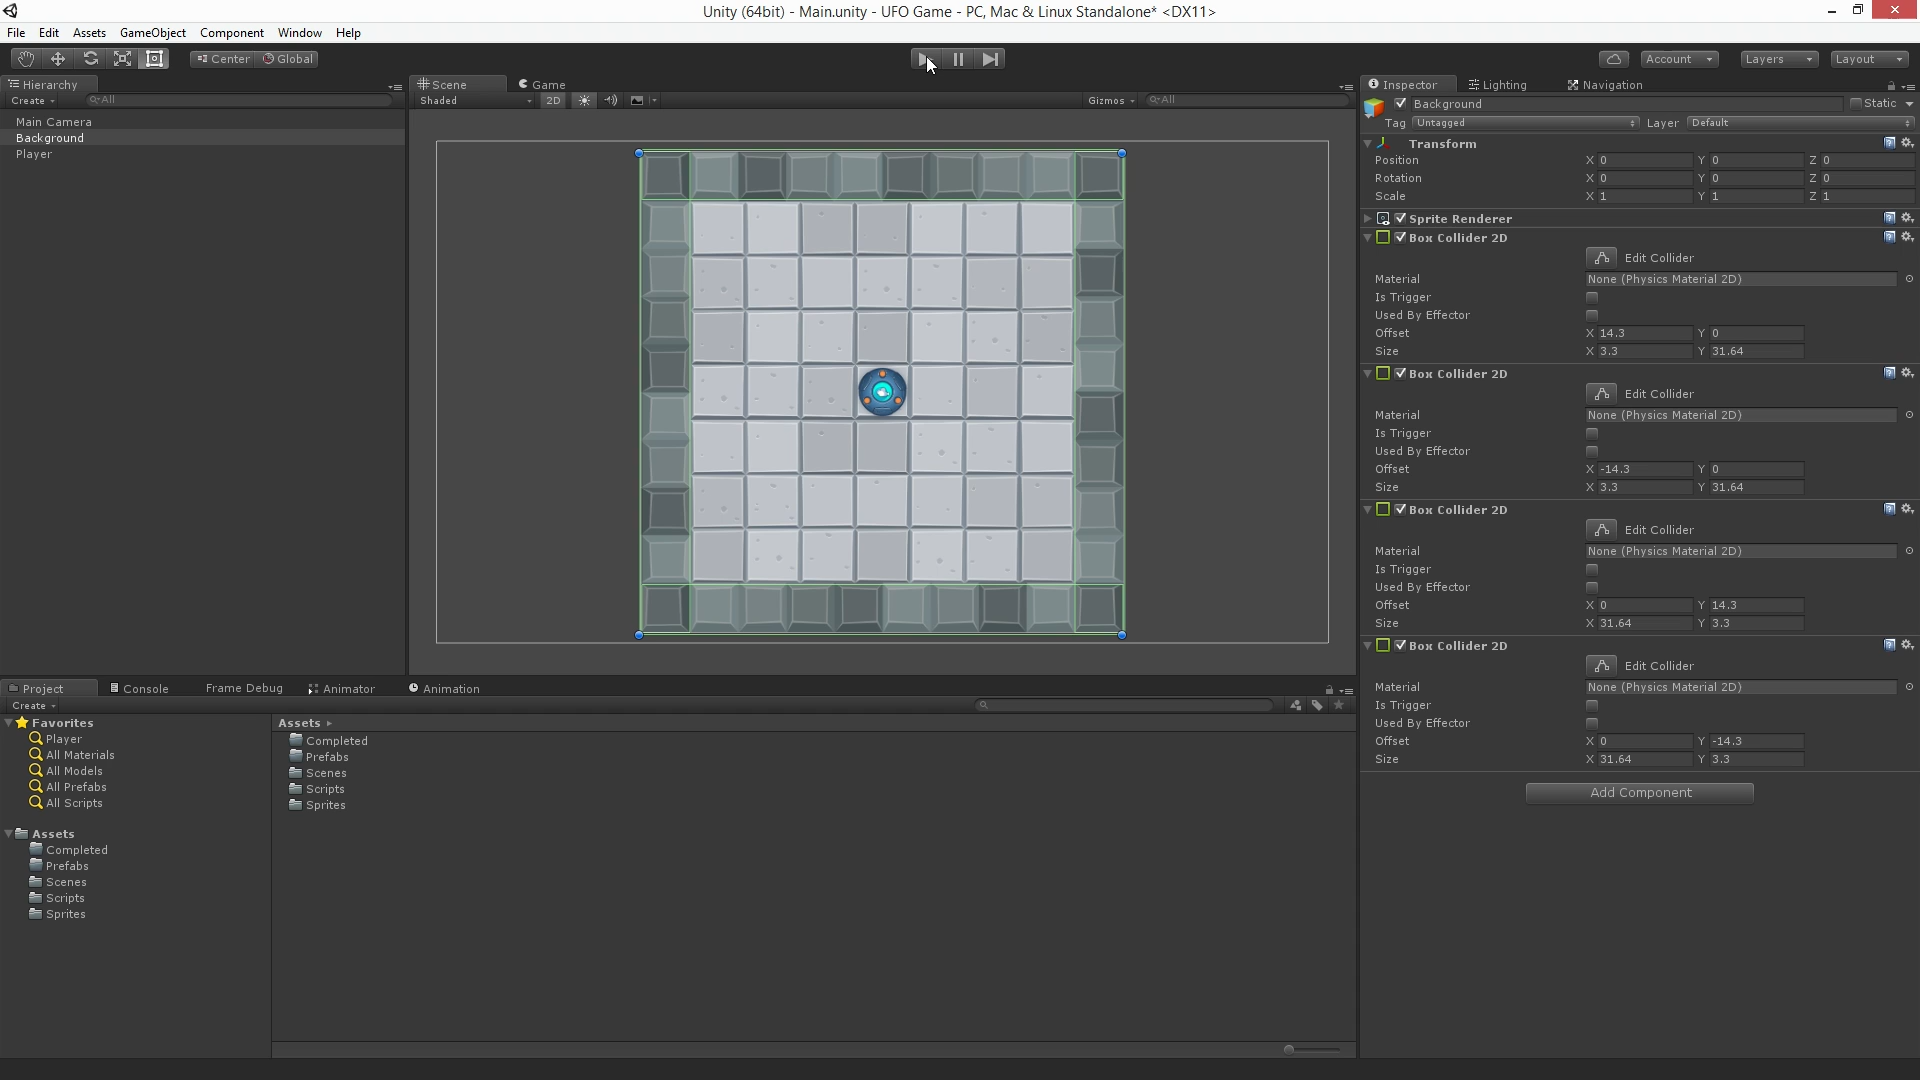 Unity (64bit) - Main.unity - UFO Game - PC, Mac & Linux Standalone* <DX11>
File Edit Assets GameObject Component Window Help
Center Global Account Layers Layout
Hierarchy
Create All
Main Camera
Background
Player
Scene Game
Shaded 2D Gizmos All
Inspector Lighting Navigation
Background Static
Tag Untagged Layer Default
Transform
Position X 0 Y 0 Z 0
Rotation X 0 Y 0 Z 0
Scale X 1 Y 1 Z 1
Sprite Renderer
Box Collider 2D
Edit Collider
Material None (Physics Material 2D)
Is Trigger
Used By Effector
Offset X 14.3 Y 0
Size X 3.3 Y 31.64
Box Collider 2D
Edit Collider
Material None (Physics Material 2D)
Is Trigger
Used By Effector
Offset X -14.3 Y 0
Size X 3.3 Y 31.64
Box Collider 2D
Edit Collider
Material None (Physics Material 2D)
Is Trigger
Used By Effector
Offset X 0 Y 14.3
Size X 31.64 Y 3.3
Box Collider 2D
Edit Collider
Material None (Physics Material 2D)
Is Trigger
Used By Effector
Offset X 0 Y -14.3
Size X 31.64 Y 3.3
Add Component
Project Console Frame Debug Animator Animation
Create
Favorites
Player
All Materials
All Models
All Prefabs
All Scripts
Assets
Completed
Prefabs
Scenes
Scripts
Sprites
Assets
Completed
Prefabs
Scenes
Scripts
Sprites